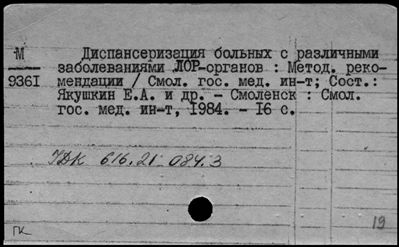 М Диспансеризация больных с различными
заболеваниями ЛОР-органов : Метод. реко-
9361 мендации / Смол. гос. мед. ин-т; Сост.:
Якушкин Е.А. и др. - Смоленск : Смол.
гос. мед. ин-т, 1984. - 16 с.
УДК 616.21-084.3
19
ГК